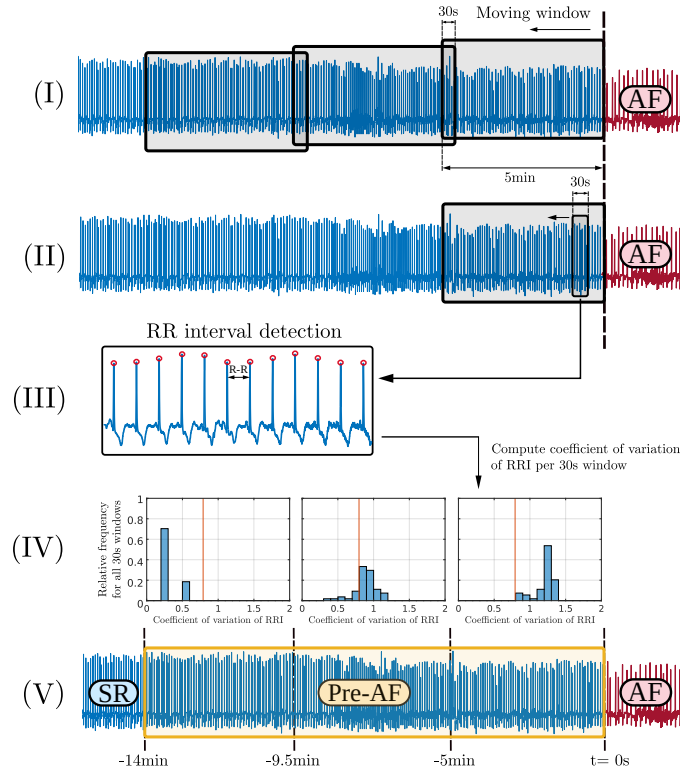 30s
Moving window
(I)
AF
5min
30s
(II)
AF
RR interval detection
R-R
(III)
Compute coefficient of variation
of RRI per 30s window
(IV)
Relative frequency
for all 30s windows
1
0.8
0.6
0.4
0.2
0
0 0.5 1 1.5 2
Coefficient of variation of RRI
0 0.5 1 1.5 2
Coefficient of variation of RRI
0 0.5 1 1.5 2
Coefficient of variation of RRI
(V)
SR
Pre-AF
AF
-14min
-9.5min
-5min
t= 0s